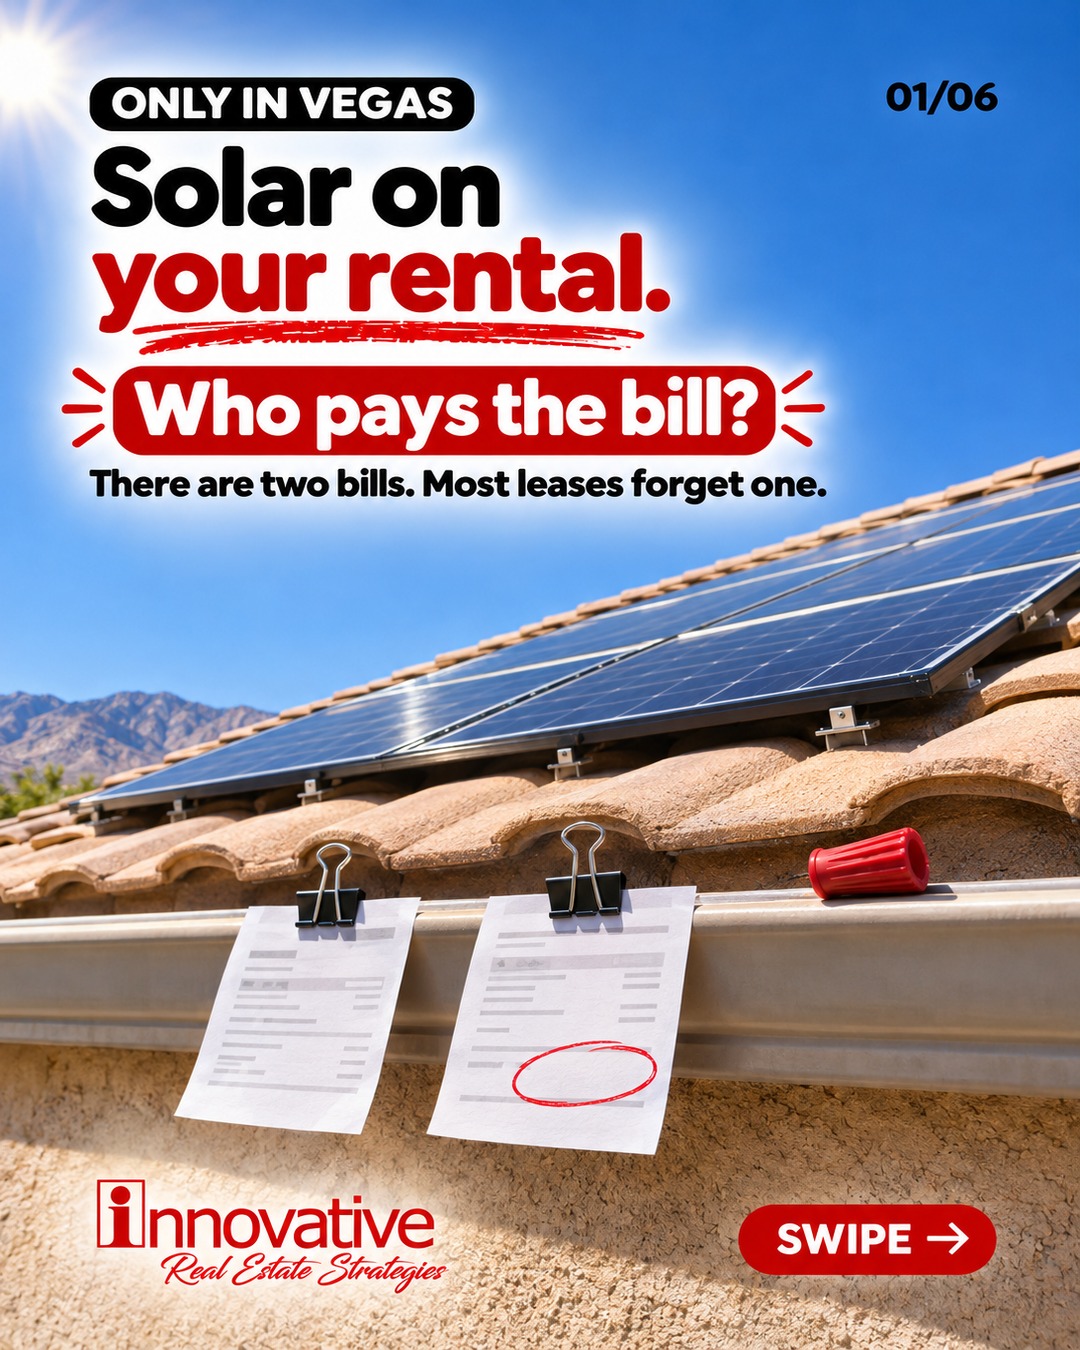 ONLY IN VEGAS
01/06
Solar on
your rental.
Who pays the bill?
There are two bills. Most leases forget one.
innovative
Real Estate Strategies
SWIPE →